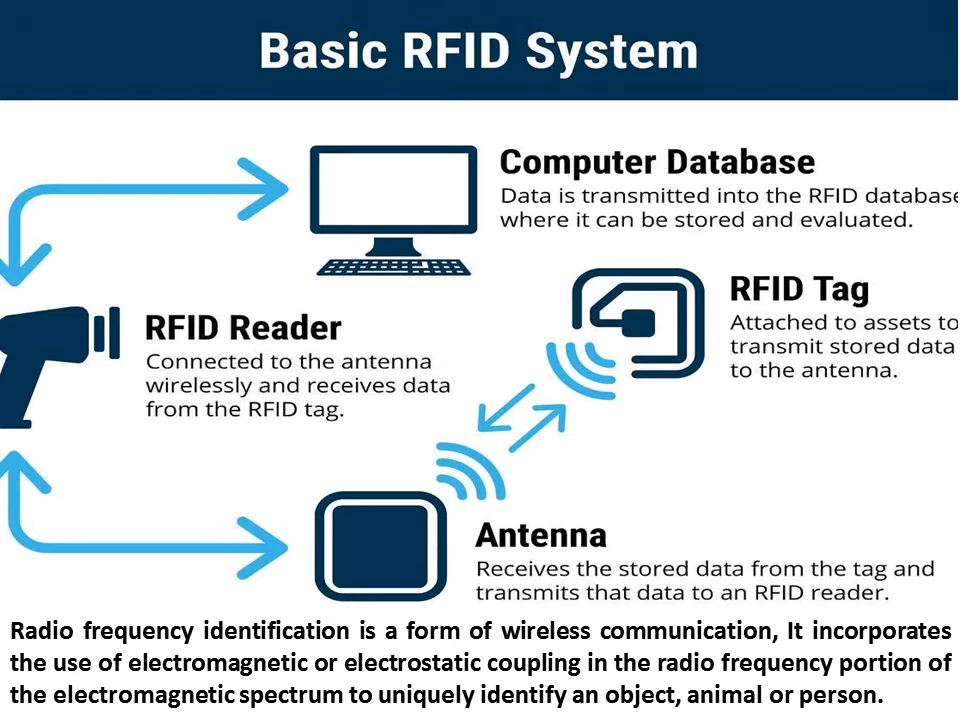 Basic RFID System
Computer Database
Data is transmitted into the RFID database
where it can be stored and evaluated.
RFID Tag
Attached to assets to
transmit stored data
to the antenna.
RFID Reader
Connected to the antenna
wirelessly and receives data
from the RFID tag.
Antenna
Receives the stored data from the tag and
transmits that data to an RFID reader.
Radio frequency identification is a form of wireless communication, It incorporates
the use of electromagnetic or electrostatic coupling in the radio frequency portion of
the electromagnetic spectrum to uniquely identify an object, animal or person.